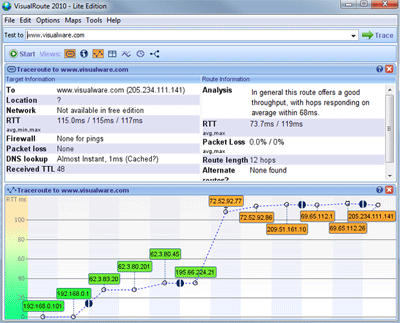 VisualRoute 2010 - Lite Edition
File Edit Options Maps Tools Help
Test to www.visualware.com Trace
Start Views:
Traceroute to www.visualware.com
Target Information
To www.visualware.com (205.234.111.141)
Location ?
Network Not available in free edition
RTT 115.0ms / 115ms / 117ms
avg,min,max
Firewall None for pings
Packet loss None
DNS lookup Almost Instant, 1ms (Cached?)
Received TTL 48
Route Information
Analysis In general this route offers a good
throughput, with hops responding on
average within 68ms.
RTT 73.7ms / 119ms
avg,max
Packet Loss 0.0% / 0%
avg,max
Route length 12 hops
Alternate None found
routes?
Traceroute to www.visualware.com
RTT ms
100
80
60
40
20
0
192.168.0.101
192.168.0.1
62.3.83.20
62.3.80.201
62.3.80.45
195.66.224.21
72.52.92.77
72.52.92.86
209.51.161.10
69.65.112.1
69.65.112.26
205.234.111.141